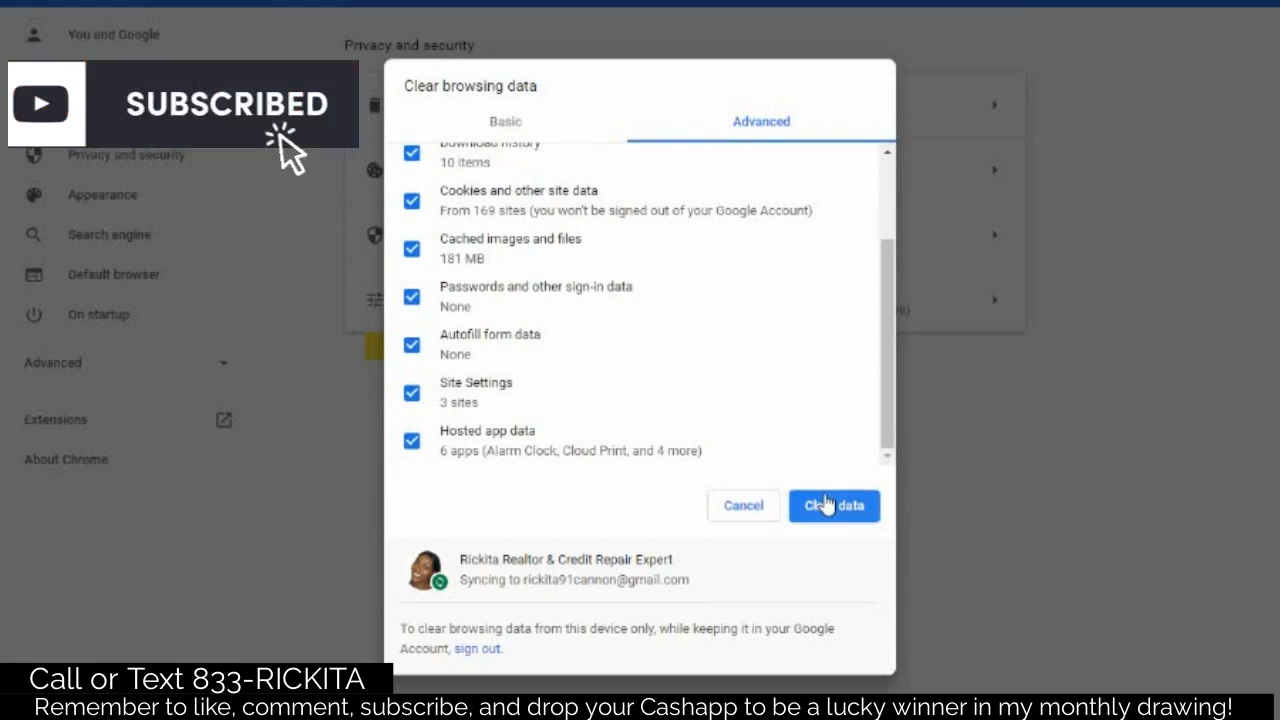 You and Google
Privacy and security
SUBSCRIBED
Clear browsing data
Basic
Advanced
Privacy and security
Appearance
Search engine
Default browser
On startup
Advanced
Extensions
About Chrome
Download history
10 items
Cookies and other site data
From 169 sites (you won't be signed out of your Google Account)
Cached images and files
181 MB
Passwords and other sign-in data
None
Autofill form data
None
Site Settings
3 sites
Hosted app data
6 apps (Alarm Clock, Cloud Print, and 4 more)
Cancel
Clear data
Rickita Realtor & Credit Repair Expert
Syncing to rickita91cannon@gmail.com
To clear browsing data from this device only, while keeping it in your Google
Account, sign out.
Call or Text 833-RICKITA
Remember to like, comment, subscribe, and drop your Cashapp to be a lucky winner in my monthly drawing!